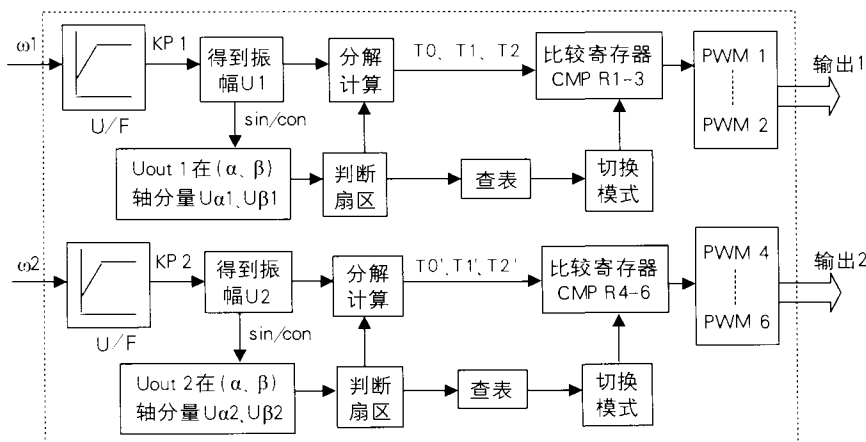 ω1
U/F
KP 1
得到振
幅U1
sin/con
Uout 1在(α、β)
轴分量Uα1、Uβ1
分解
计算
判断
扇区
T0、T1、T2
查表
比较寄存器
CMP R1-3
切换
模式
PWM 1
PWM 2
输出1
ω2
U/F
KP 2
得到振
幅U2
sin/con
Uout 2在(α、β)
轴分量Uα2、Uβ2
分解
计算
判断
扇区
T0'、T1'、T2'
查表
比较寄存器
CMP R4-6
切换
模式
PWM 4
PWM 6
输出2